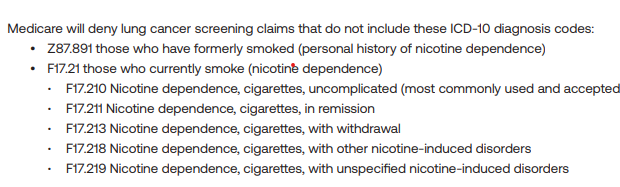 Medicare will deny lung cancer screening claims that do not include these ICD-10 diagnosis codes:
• Z87.891 those who have formerly smoked (personal history of nicotine dependence)
• F17.21 those who currently smoke (nicotine dependence)
• F17.210 Nicotine dependence, cigarettes, uncomplicated (most commonly used and accepted
• F17.211 Nicotine dependence, cigarettes, in remission
• F17.213 Nicotine dependence, cigarettes, with withdrawal
• F17.218 Nicotine dependence, cigarettes, with other nicotine-induced disorders
• F17.219 Nicotine dependence, cigarettes, with unspecified nicotine-induced disorders